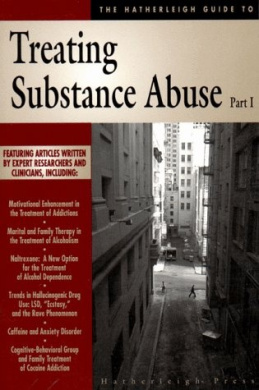 THE HATHERLEIGH GUIDE TO
Treating
Substance Abuse Part I
FEATURING ARTICLES WRITTEN
BY EXPERT RESEARCHERS AND
CLINICIANS, INCLUDING:
Motivational Enhancement in
the Treatment of Addictions
•
Marital and Family Therapy in
the Treatment of Alcoholism
•
Naltrexone: A New Option
for the Treatment
of Alcohol Dependence
•
Trends in Hallucinogenic Drug
Use: LSD, "Ecstasy,"
and the Rave Phenomenon
•
Caffeine and Anxiety Disorder
•
Cognitive-Behavioral Group
and Family Treatment of
Cocaine Addiction
Hatherleigh Press